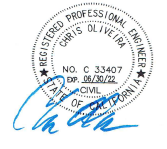 REGISTERED PROFESSIONAL ENGINEER
CHRIS OLIVEIRA
NO. C 33407
EXP. 06/30/22
CIVIL
STATE OF CALIFORNIA